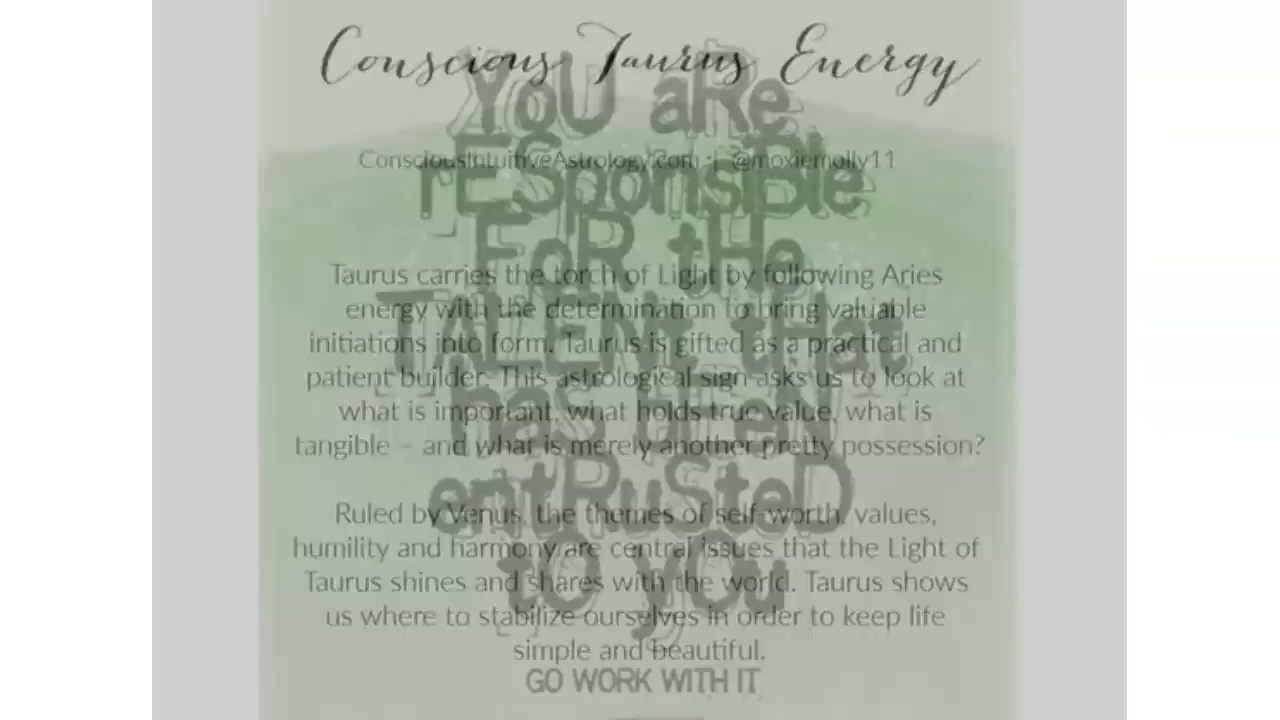 Conscious Taurus Energy
ConsciousIntuitiveAstrology.com | @moxiemolly11
Taurus carries the torch of Light by following Aries
energy with the determination to bring valuable
initiations into form. Taurus is gifted as a practical and
patient builder. This astrological sign asks us to look at
what is important, what holds true value, what is
tangible – and what is merely another pretty possession?
Ruled by Venus, the themes of self-worth, values,
humility and harmony are central issues that the Light of
Taurus shines and shares with the world. Taurus shows
us where to stabilize ourselves in order to keep life
simple and beautiful.
YoU aRe
rESponsiBle
FoR tHe
TALENt tHat
has bEeN
entRuSteD
tO yOu
GO WORK WITH IT